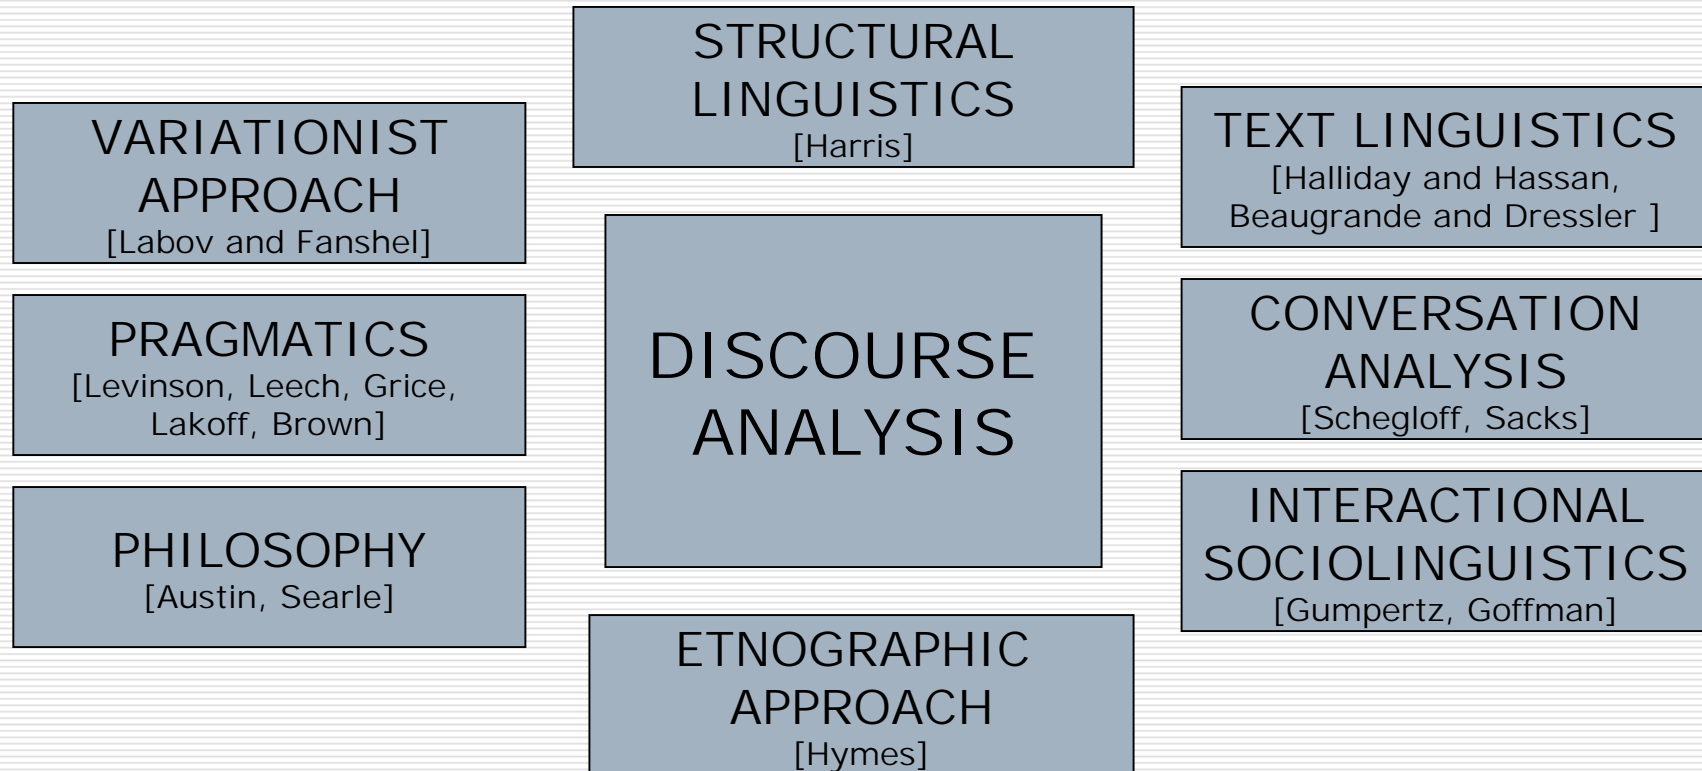 STRUCTURAL
LINGUISTICS
[Harris]
VARIATIONIST
APPROACH
[Labov and Fanshel]
TEXT LINGUISTICS
[Halliday and Hassan,
Beaugrande and Dressler ]
PRAGMATICS
[Levinson, Leech, Grice,
Lakoff, Brown]
DISCOURSE
ANALYSIS
CONVERSATION
ANALYSIS
[Schegloff, Sacks]
PHILOSOPHY
[Austin, Searle]
INTERACTIONAL
SOCIOLINGUISTICS
[Gumpertz, Goffman]
ETNOGRAPHIC
APPROACH
[Hymes]